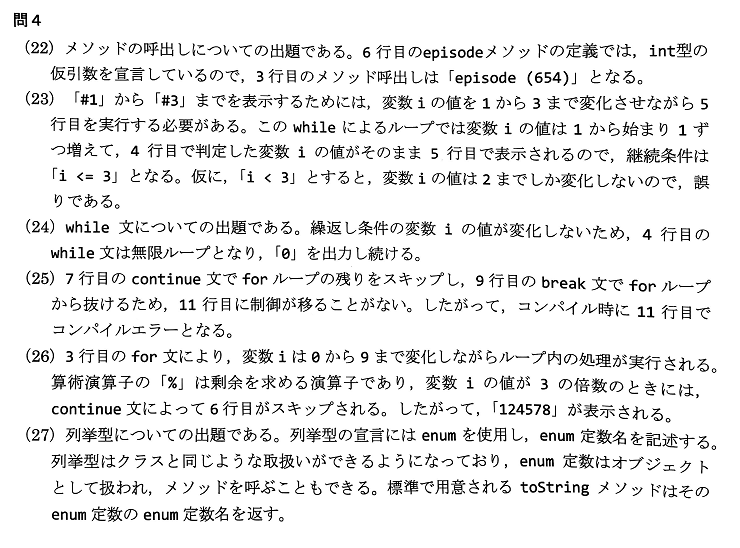 問4
(22) メソッドの呼出しについての出題である。6 行目のepisodeメソッドの定義では, int型の
仮引数を宣言しているので, 3 行目のメソッド呼出しは「episode (654)」となる。
(23) 「#1」から「#3」までを表示するためには, 変数 i の値を 1 から 3 まで変化させながら 5
行目を実行する必要がある。この while によるループでは変数 i の値は 1 から始まり 1 ず
つ増えて, 4 行目で判定した変数 i の値がそのまま 5 行目で表示されるので, 継続条件は
「i <= 3」となる。仮に,「i < 3」とすると, 変数 i の値は 2 までしか変化しないので, 誤
りである。
(24) while 文についての出題である。繰返し条件の変数 i の値が変化しないため, 4 行目の
while 文は無限ループとなり,「0」を出力し続ける。
(25) 7 行目の continue 文で for ループの残りをスキップし, 9 行目の break 文で for ループ
から抜けるため, 11 行目に制御が移ることがない。したがって, コンパイル時に 11 行目で
コンパイルエラーとなる。
(26) 3 行目の for 文により, 変数 i は 0 から 9 まで変化しながらループ内の処理が実行される。
算術演算子の「%」は剰余を求める演算子であり, 変数 i の値が 3 の倍数のときには,
continue 文によって 6 行目がスキップされる。したがって,「124578」が表示される。
(27) 列挙型についての出題である。列挙型の宣言には enum を使用し, enum 定数名を記述する。
列挙型はクラスと同じような取扱いができるようになっており, enum 定数はオブジェクト
として扱われ, メソッドを呼ぶこともできる。標準で用意される toString メソッドはその
enum 定数の enum 定数名を返す。